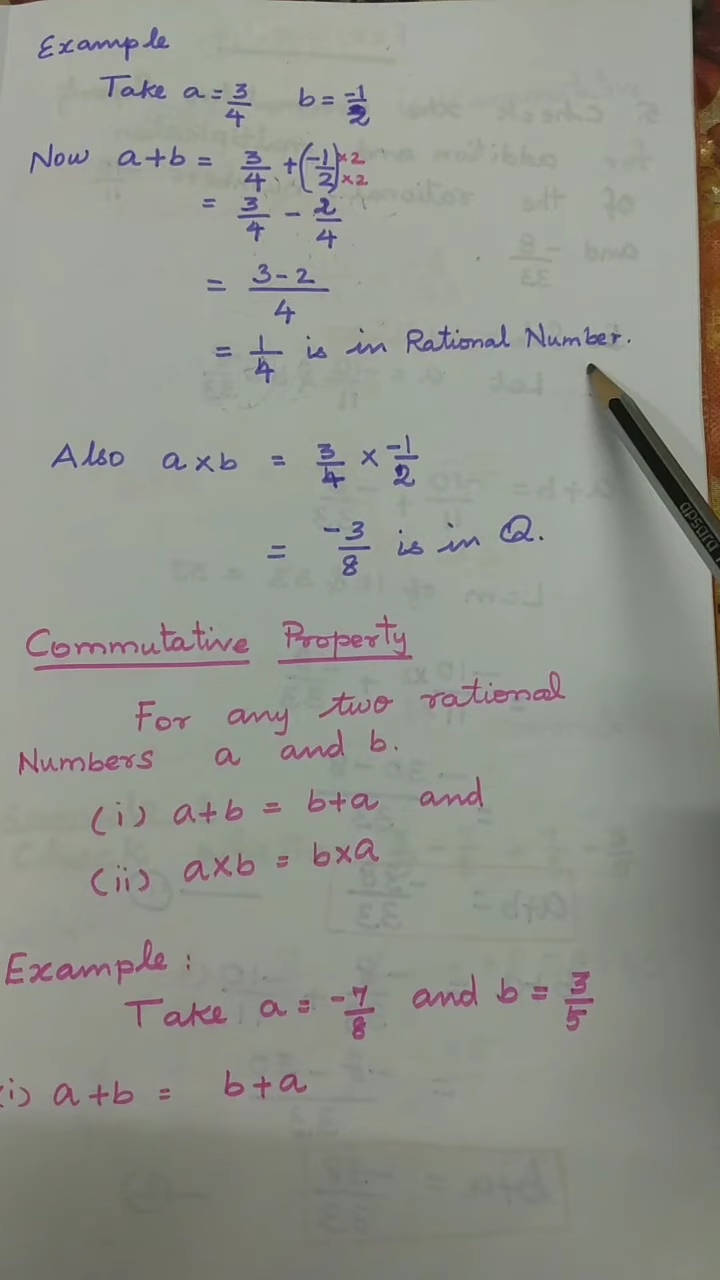 Example
Take a = 3/4 b = -1/2
Now a+b = 3/4 + (-1/2) ×2 ×2
= 3/4 - 2/4
= 3-2/4
= 1/4 is in Rational Number.
Also a×b = 3/4 × -1/2
= -3/8 is in Q.
Commutative Property
For any two rational
Numbers a and b.
(i) a+b = b+a and
(ii) a×b = b×a
Example:
Take a = -7/8 and b = 3/5
(i) a+b = b+a
apsara